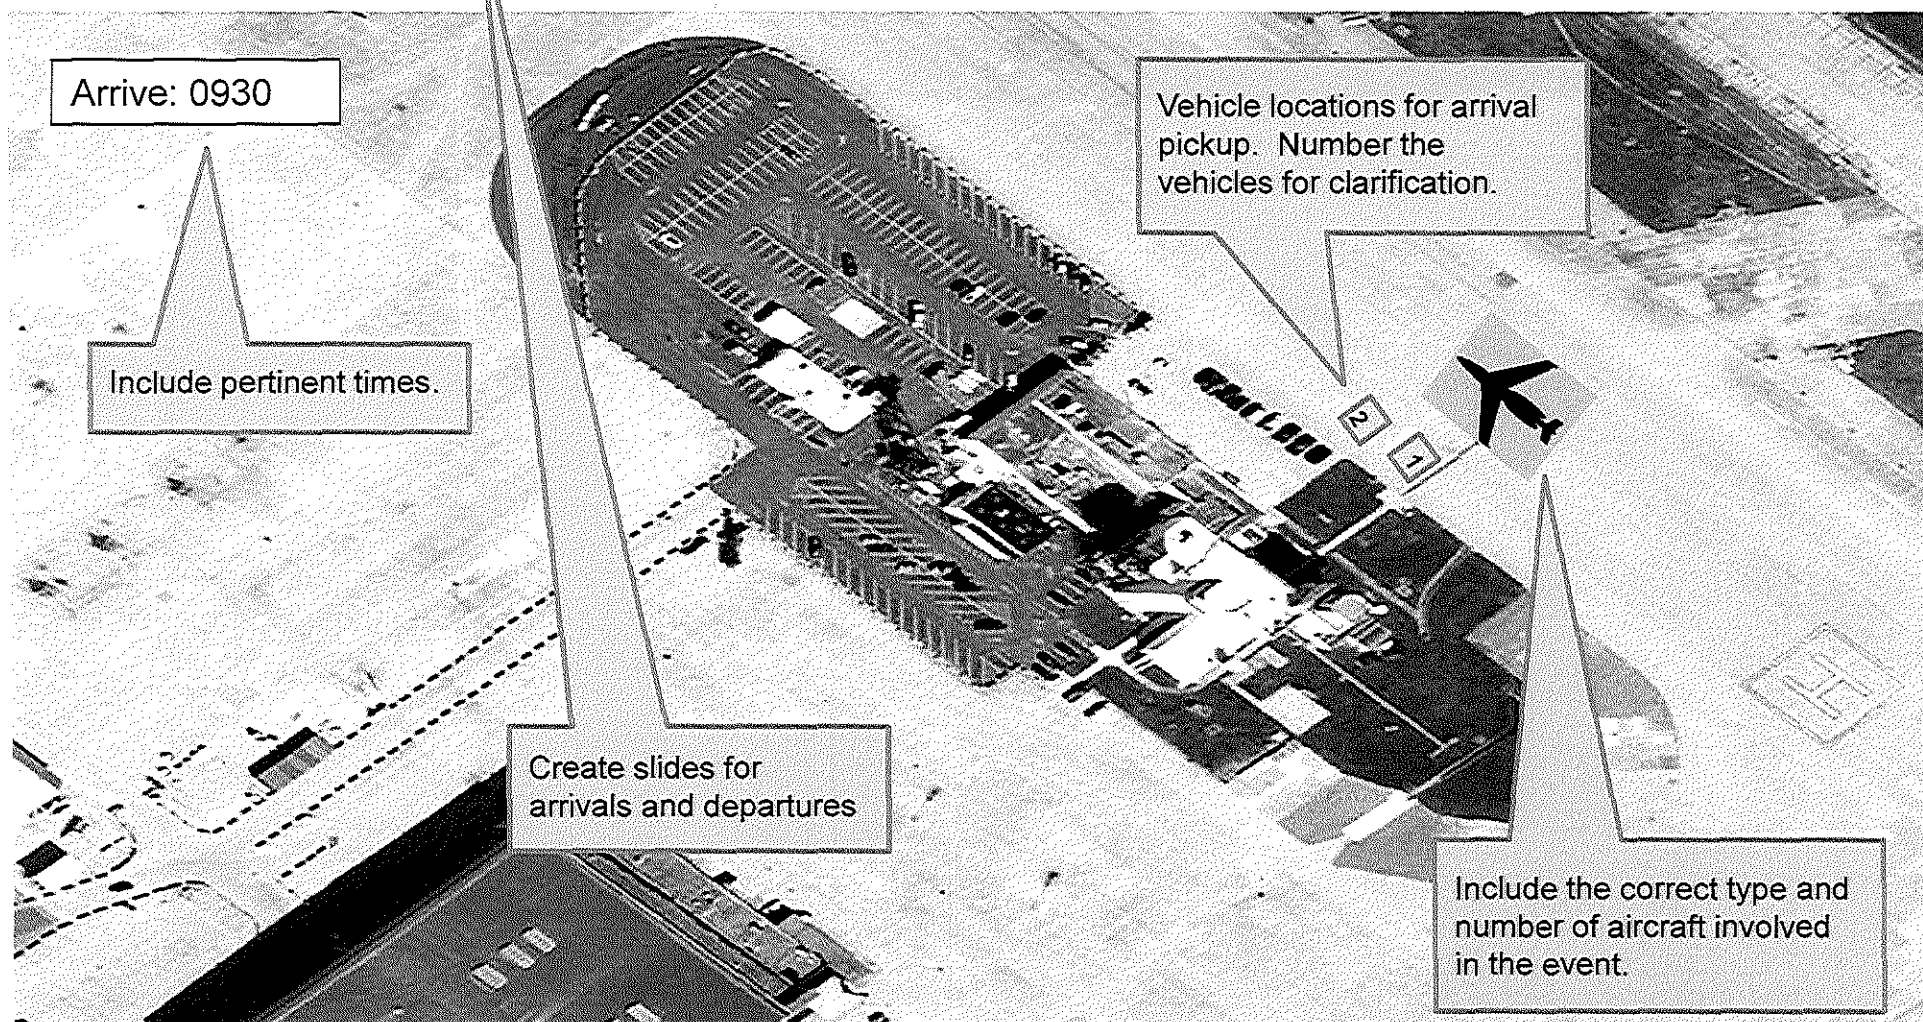 Arrive: 0930
Vehicle locations for arrival
pickup. Number the
vehicles for clarification.
Include pertinent times.
2
1
H
Create slides for
arrivals and departures
Include the correct type and
number of aircraft involved
in the event.